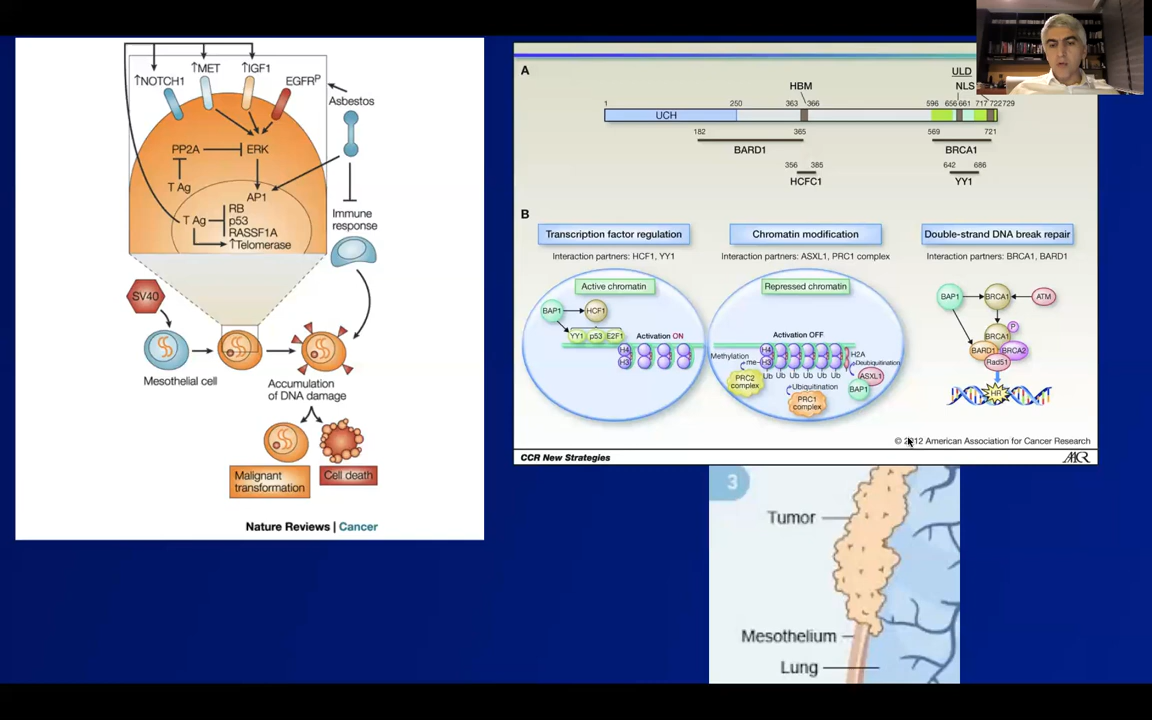 ↑NOTCH1
↑MET
↑IGF1
EGFRP
Asbestos
PP2A
ERK
T Ag
AP1
T Ag
RB
p53
RASSF1A
↑Telomerase
Immune
response
SV40
Mesothelial cell
Accumulation
of DNA damage
Malignant
transformation
Cell death
Nature Reviews | Cancer
A
ULD
HBM
NLS
1
250
363
366
596
656
661
717
722
729
UCH
182
365
569
721
BARD1
BRCA1
356
385
642
686
HCFC1
YY1
B
Transcription factor regulation
Chromatin modification
Double-strand DNA break repair
Interaction partners: HCF1, YY1
Interaction partners: ASXL1, PRC1 complex
Interaction partners: BRCA1, BARD1
Active chromatin
BAP1
HCF1
YY1
p53
E2F1
Activation ON
H4
H3
Repressed chromatin
Activation OFF
Methylation
me
H4
H3
H2A
Deubiquitination
Ub Ub Ub Ub Ub Ub
PRC2
complex
Ubiquitination
PRC1
complex
ASXL1
BAP1
BAP1
BRCA1
ATM
P
BRCA1
BARD1
BRCA2
Rad51
HR
© 2012 American Association for Cancer Research
CCR New Strategies
AACR
3
Tumor
Mesothelium
Lung